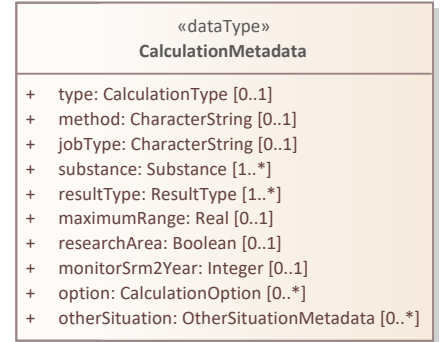 «dataType»
CalculationMetadata
+ type: CalculationType [0..1]
+ method: CharacterString [0..1]
+ jobType: CharacterString [0..1]
+ substance: Substance [1..*]
+ resultType: ResultType [1..*]
+ maximumRange: Real [0..1]
+ researchArea: Boolean [0..1]
+ monitorSrm2Year: Integer [0..1]
+ option: CalculationOption [0..*]
+ otherSituation: OtherSituationMetadata [0..*]